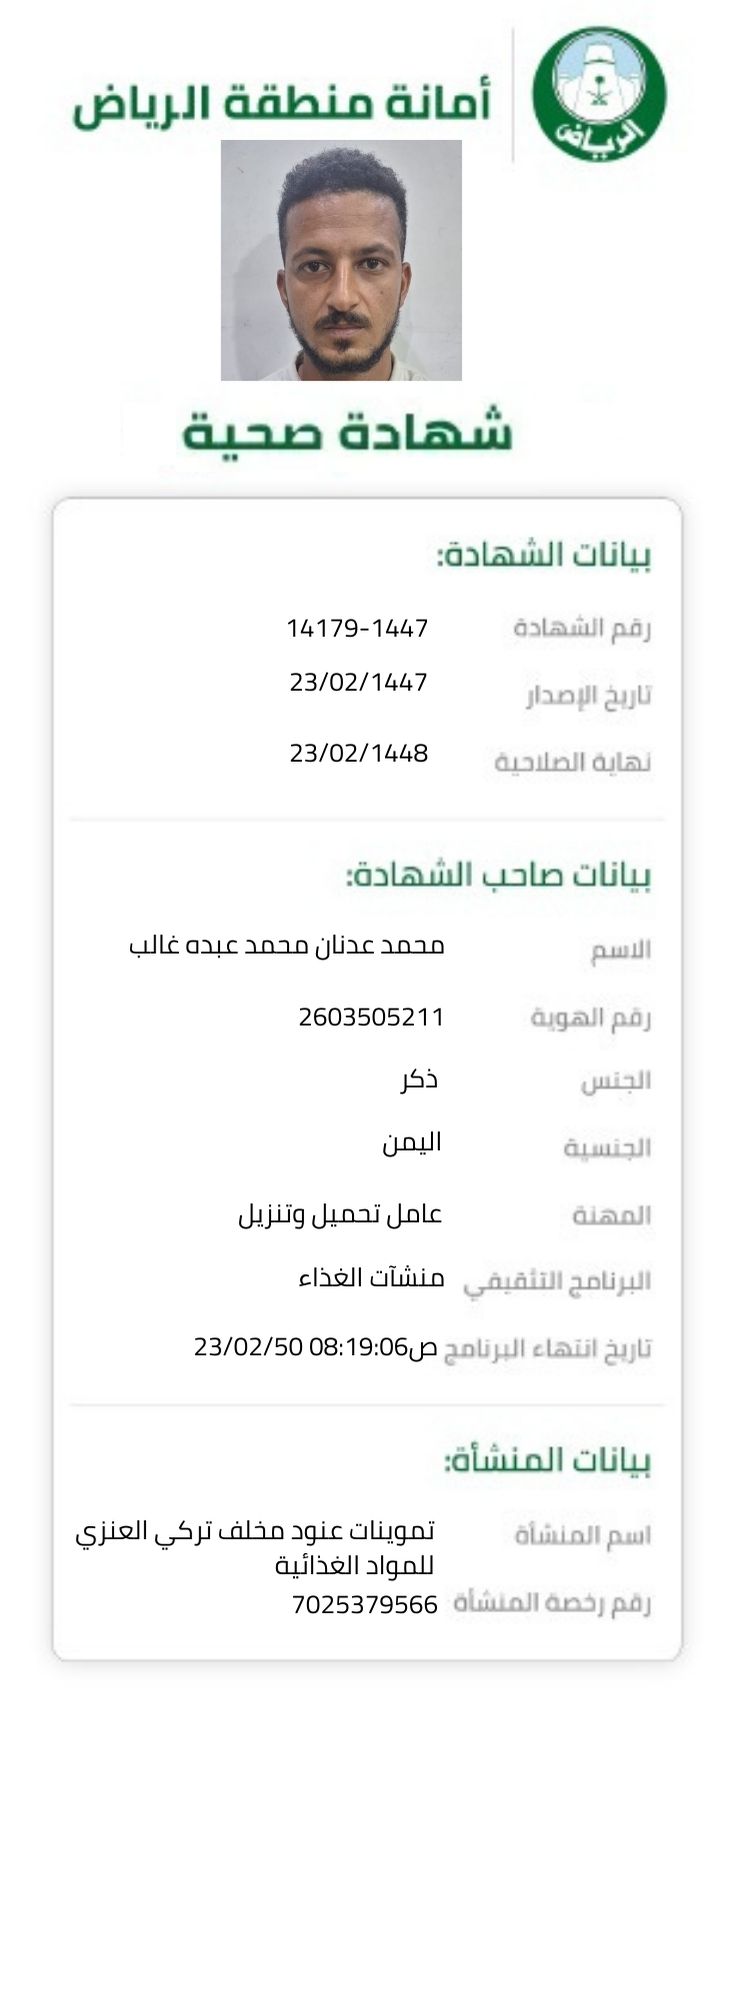 أمانة منطقة الرياض
الرياض
شهادة صحية
بيانات الشهادة:
رقم الشهادة 14179-1447
تاريخ الإصدار 23/02/1447
نهاية الصلاحية 23/02/1448
بيانات صاحب الشهادة:
الاسم محمد عدنان محمد عبده غالب
رقم الهوية 2603505211
الجنس ذكر
الجنسية اليمن
المهنة عامل تحميل وتنزيل
البرنامج التثقيفي منشآت الغذاء
تاريخ انتهاء البرنامج 23/02/50 08:19:06ص
بيانات المنشأة:
اسم المنشأة تموينات عنود مخلف تركي العنزي
للمواد الغذائية
رقم رخصة المنشأة 7025379566